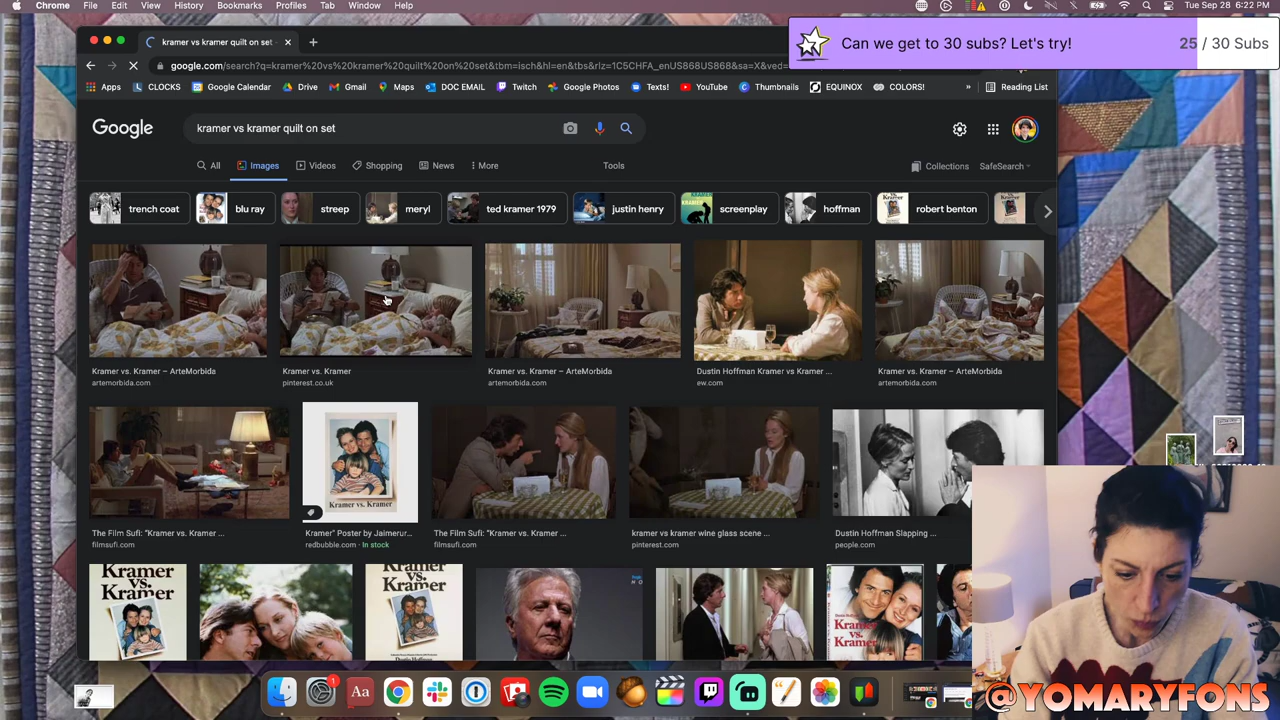 Chrome File Edit View History Bookmarks Profiles Tab Window Help
Tue Sep 28 6:22 PM
kramer vs kramer quilt on set
Can we get to 30 subs? Let's try!
25 / 30 Subs
google.com/search?q=kramer%20vs%20kramer%20quilt%20on%20set&tbm=isch&hl=en&tbs&rlz=1C5CHFA_enUS868US868&sa=X&ved=
Apps CLOCKS Google Calendar Drive Gmail Maps DOC EMAIL Twitch Google Photos Texts! YouTube Thumbnails EQUINOX COLORS! » Reading List
Google
kramer vs kramer quilt on set
All Images Videos Shopping News More Tools Collections SafeSearch
trench coat blu ray streep meryl ted kramer 1979 justin henry screenplay hoffman robert benton
Kramer vs. Kramer – ArteMorbida
artemorbida.com
Kramer vs. Kramer
pinterest.co.uk
Kramer vs. Kramer – ArteMorbida
artemorbida.com
Dustin Hoffman Kramer vs Kramer ...
ew.com
Kramer vs. Kramer – ArteMorbida
artemorbida.com
Kramer vs. Kramer
The Film Sufi: "Kramer vs. Kramer ...
filmsufi.com
Kramer" Poster by Jaimerur...
redbubble.com · In stock
The Film Sufi: "Kramer vs. Kramer ...
filmsufi.com
kramer vs kramer wine glass scene ...
pinterest.com
Dustin Hoffman Slapping ...
people.com
Kramer
vs.
Kramer
Kramer
vs. Kramer
Kramer
vs.Kramer
1
Aa
@YOMARYFONS